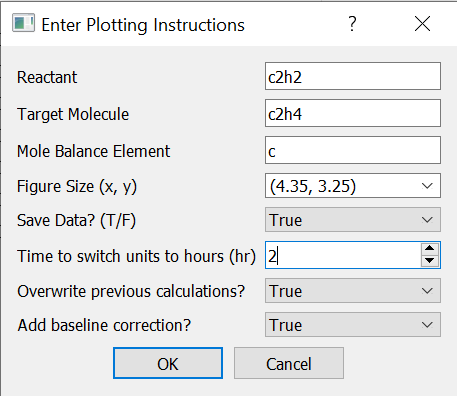 Enter Plotting Instructions ?
Reactant c2h2
Target Molecule c2h4
Mole Balance Element c
Figure Size (x, y) (4.35, 3.25)
Save Data? (T/F) True
Time to switch units to hours (hr) 2
Overwrite previous calculations? True
Add baseline correction? True
OK Cancel